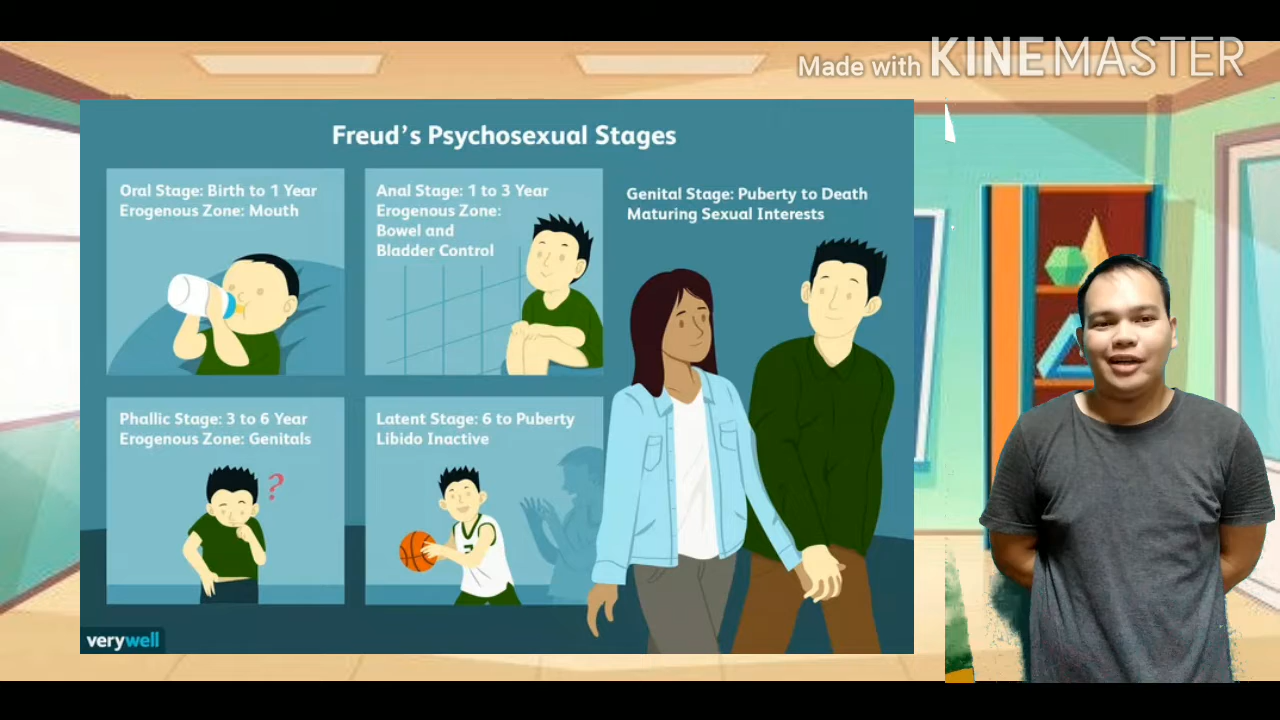 Made with KINEMASTER
Freud's Psychosexual Stages
Oral Stage: Birth to 1 Year
Erogenous Zone: Mouth
Anal Stage: 1 to 3 Year
Erogenous Zone:
Bowel and
Bladder Control
Genital Stage: Puberty to Death
Maturing Sexual Interests
Phallic Stage: 3 to 6 Year
Erogenous Zone: Genitals
?
Latent Stage: 6 to Puberty
Libido Inactive
verywell